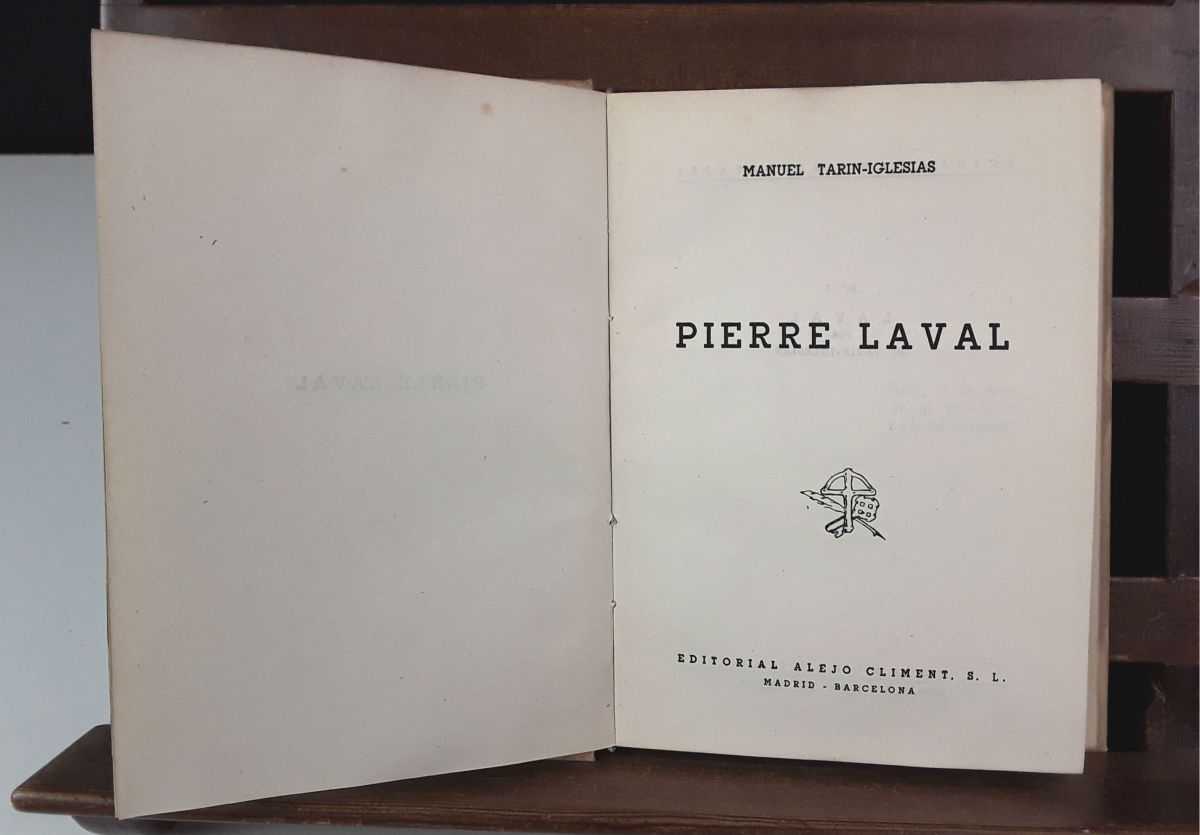 MANUEL TARIN-IGLESIAS
PIERRE LAVAL
EDITORIAL ALEJO CLIMENT, S. L.
MADRID - BARCELONA